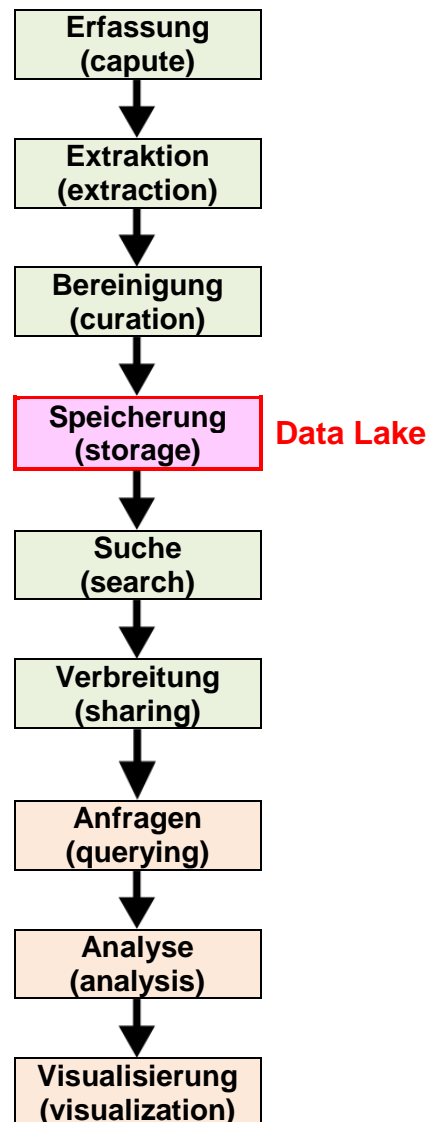 Erfassung
(capute)
Extraktion
(extraction)
Bereinigung
(curation)
Speicherung
(storage)
Data Lake
Suche
(search)
Verbreitung
(sharing)
Anfragen
(querying)
Analyse
(analysis)
Visualisierung
(visualization)